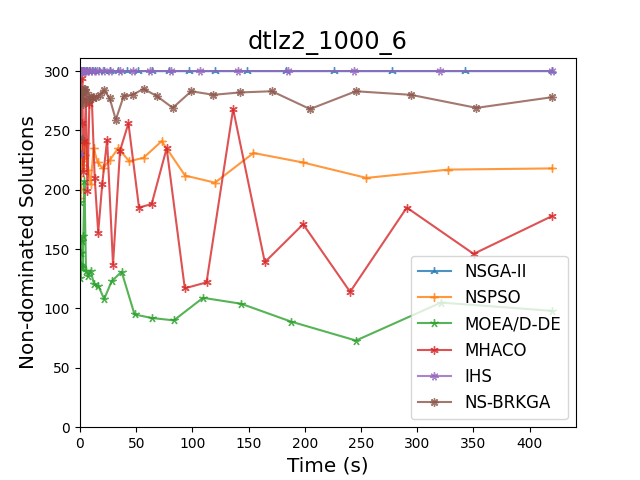 dtlz2_1000_6
Non-dominated Solutions
300
250
200
150
100
50
0
NSGA-II
NSPSO
MOEA/D-DE
MHACO
IHS
NS-BRKGA
0 50 100 150 200 250 300 350 400
Time (s)